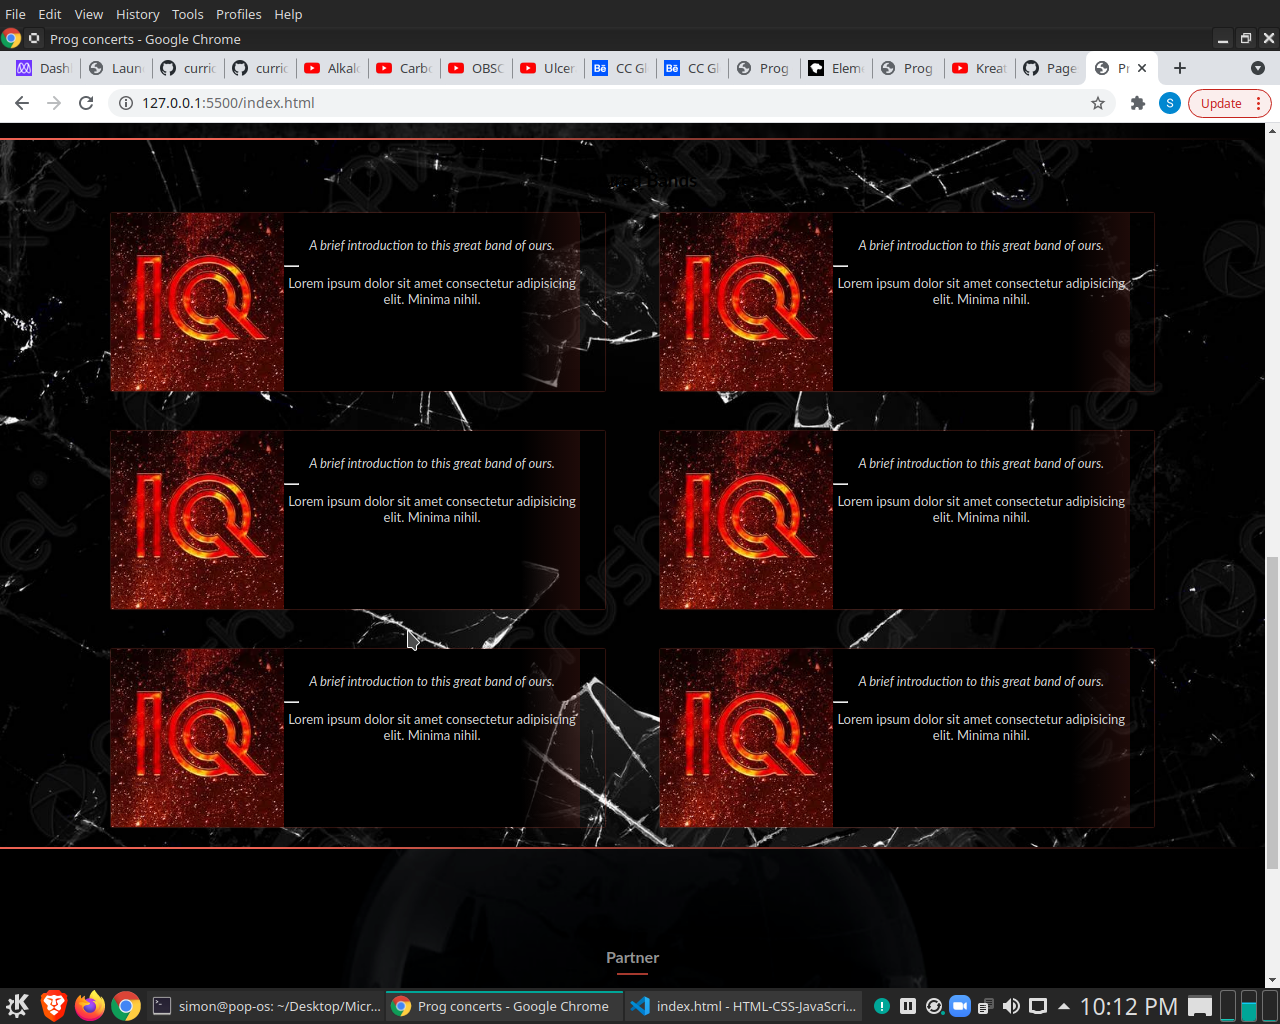 File Edit View History Tools Profiles Help
Prog concerts - Google Chrome
Dash Laun curric curric Alkal Carbo OBSC Ulcer CC Gl CC Gl Prog Elem Prog Kreat Page Pr
127.0.0.1:5500/index.html
S
Update
Bands
IQ
A brief introduction to this great band of ours.
Lorem ipsum dolor sit amet consectetur adipisicing
elit. Minima nihil.
IQ
A brief introduction to this great band of ours.
Lorem ipsum dolor sit amet consectetur adipisicing
elit. Minima nihil.
IQ
A brief introduction to this great band of ours.
Lorem ipsum dolor sit amet consectetur adipisicing
elit. Minima nihil.
IQ
A brief introduction to this great band of ours.
Lorem ipsum dolor sit amet consectetur adipisicing
elit. Minima nihil.
IQ
A brief introduction to this great band of ours.
Lorem ipsum dolor sit amet consectetur adipisicing
elit. Minima nihil.
IQ
A brief introduction to this great band of ours.
Lorem ipsum dolor sit amet consectetur adipisicing
elit. Minima nihil.
Partner
simon@pop-os: ~/Desktop/Micr... Prog concerts - Google Chrome index.html - HTML-CSS-JavaScri... 10:12 PM